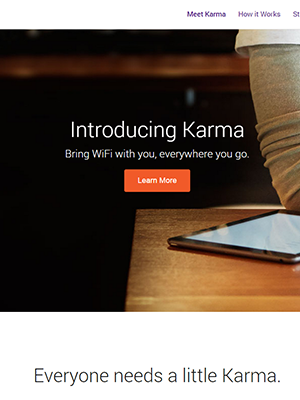 Meet Karma How it Works St
Introducing Karma
Bring WiFi with you, everywhere you go.
Learn More
Everyone needs a little Karma.